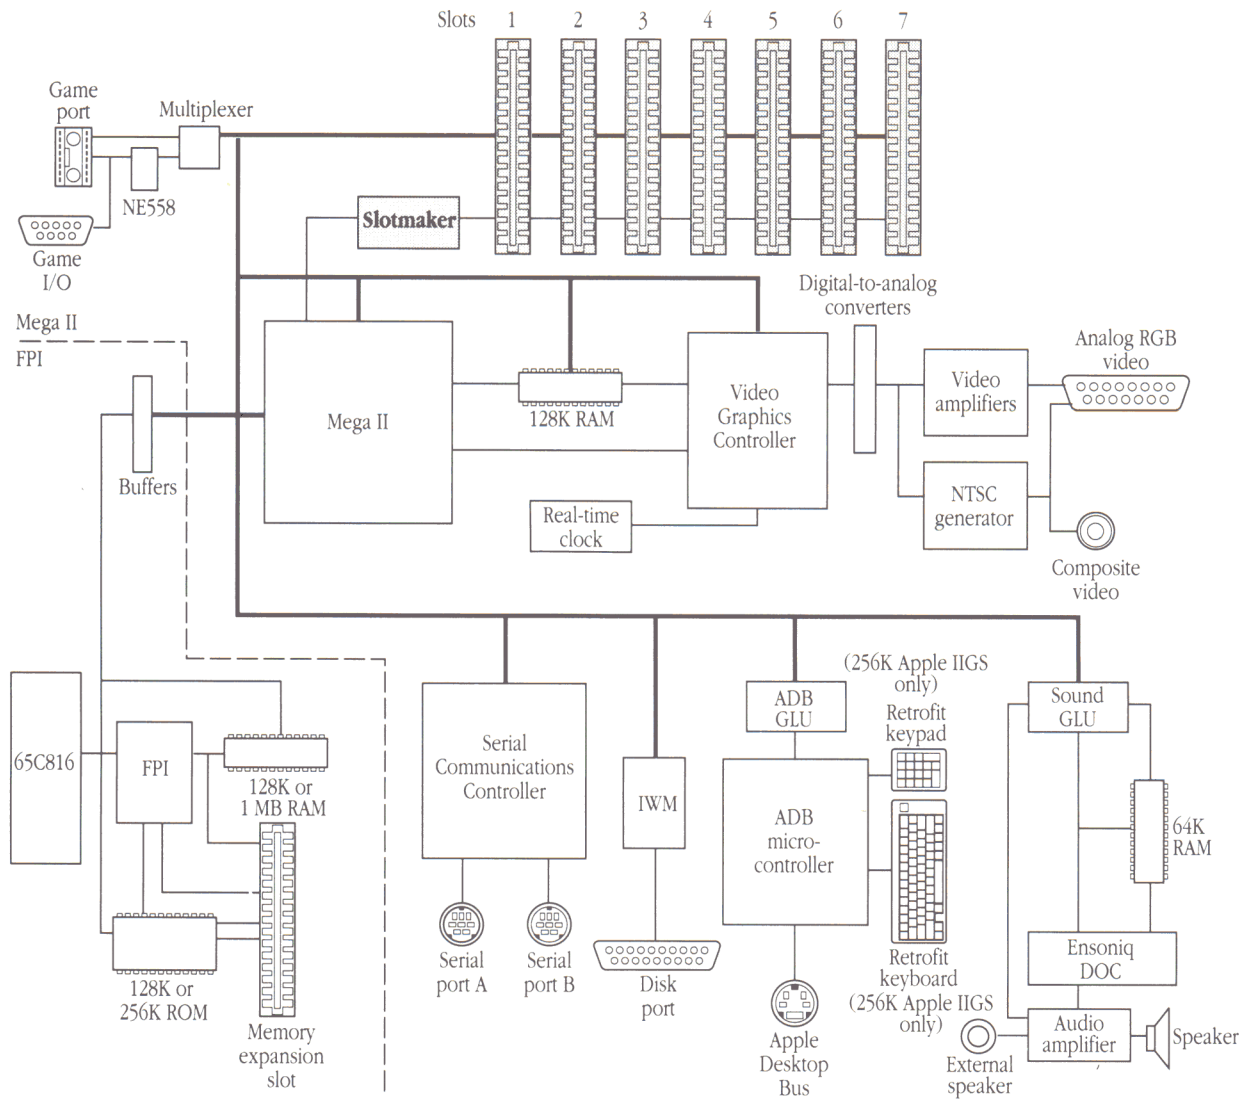 Slots 1 2 3 4 5 6 7
Game
port
Multiplexer
NE558
Slotmaker
Game
I/O
Digital-to-analog
converters
Mega II
FPI
Analog RGB
video
Mega II
128K RAM
Video
Graphics
Controller
Video
amplifiers
Buffers
Real-time
clock
NTSC
generator
Composite
video
65C816
FPI
128K or
1 MB RAM
128K or
256K ROM
Memory
expansion
slot
Serial
Communications
Controller
Serial
port A
Serial
port B
IWM
Disk
port
ADB
GLU
ADB
micro-
controller
Apple
Desktop
Bus
(256K Apple IIGS
only)
Retrofit
keypad
Retrofit
keyboard
(256K Apple IIGS
only)
Sound
GLU
64K
RAM
Ensoniq
DOC
Audio
amplifier
Speaker
External
speaker